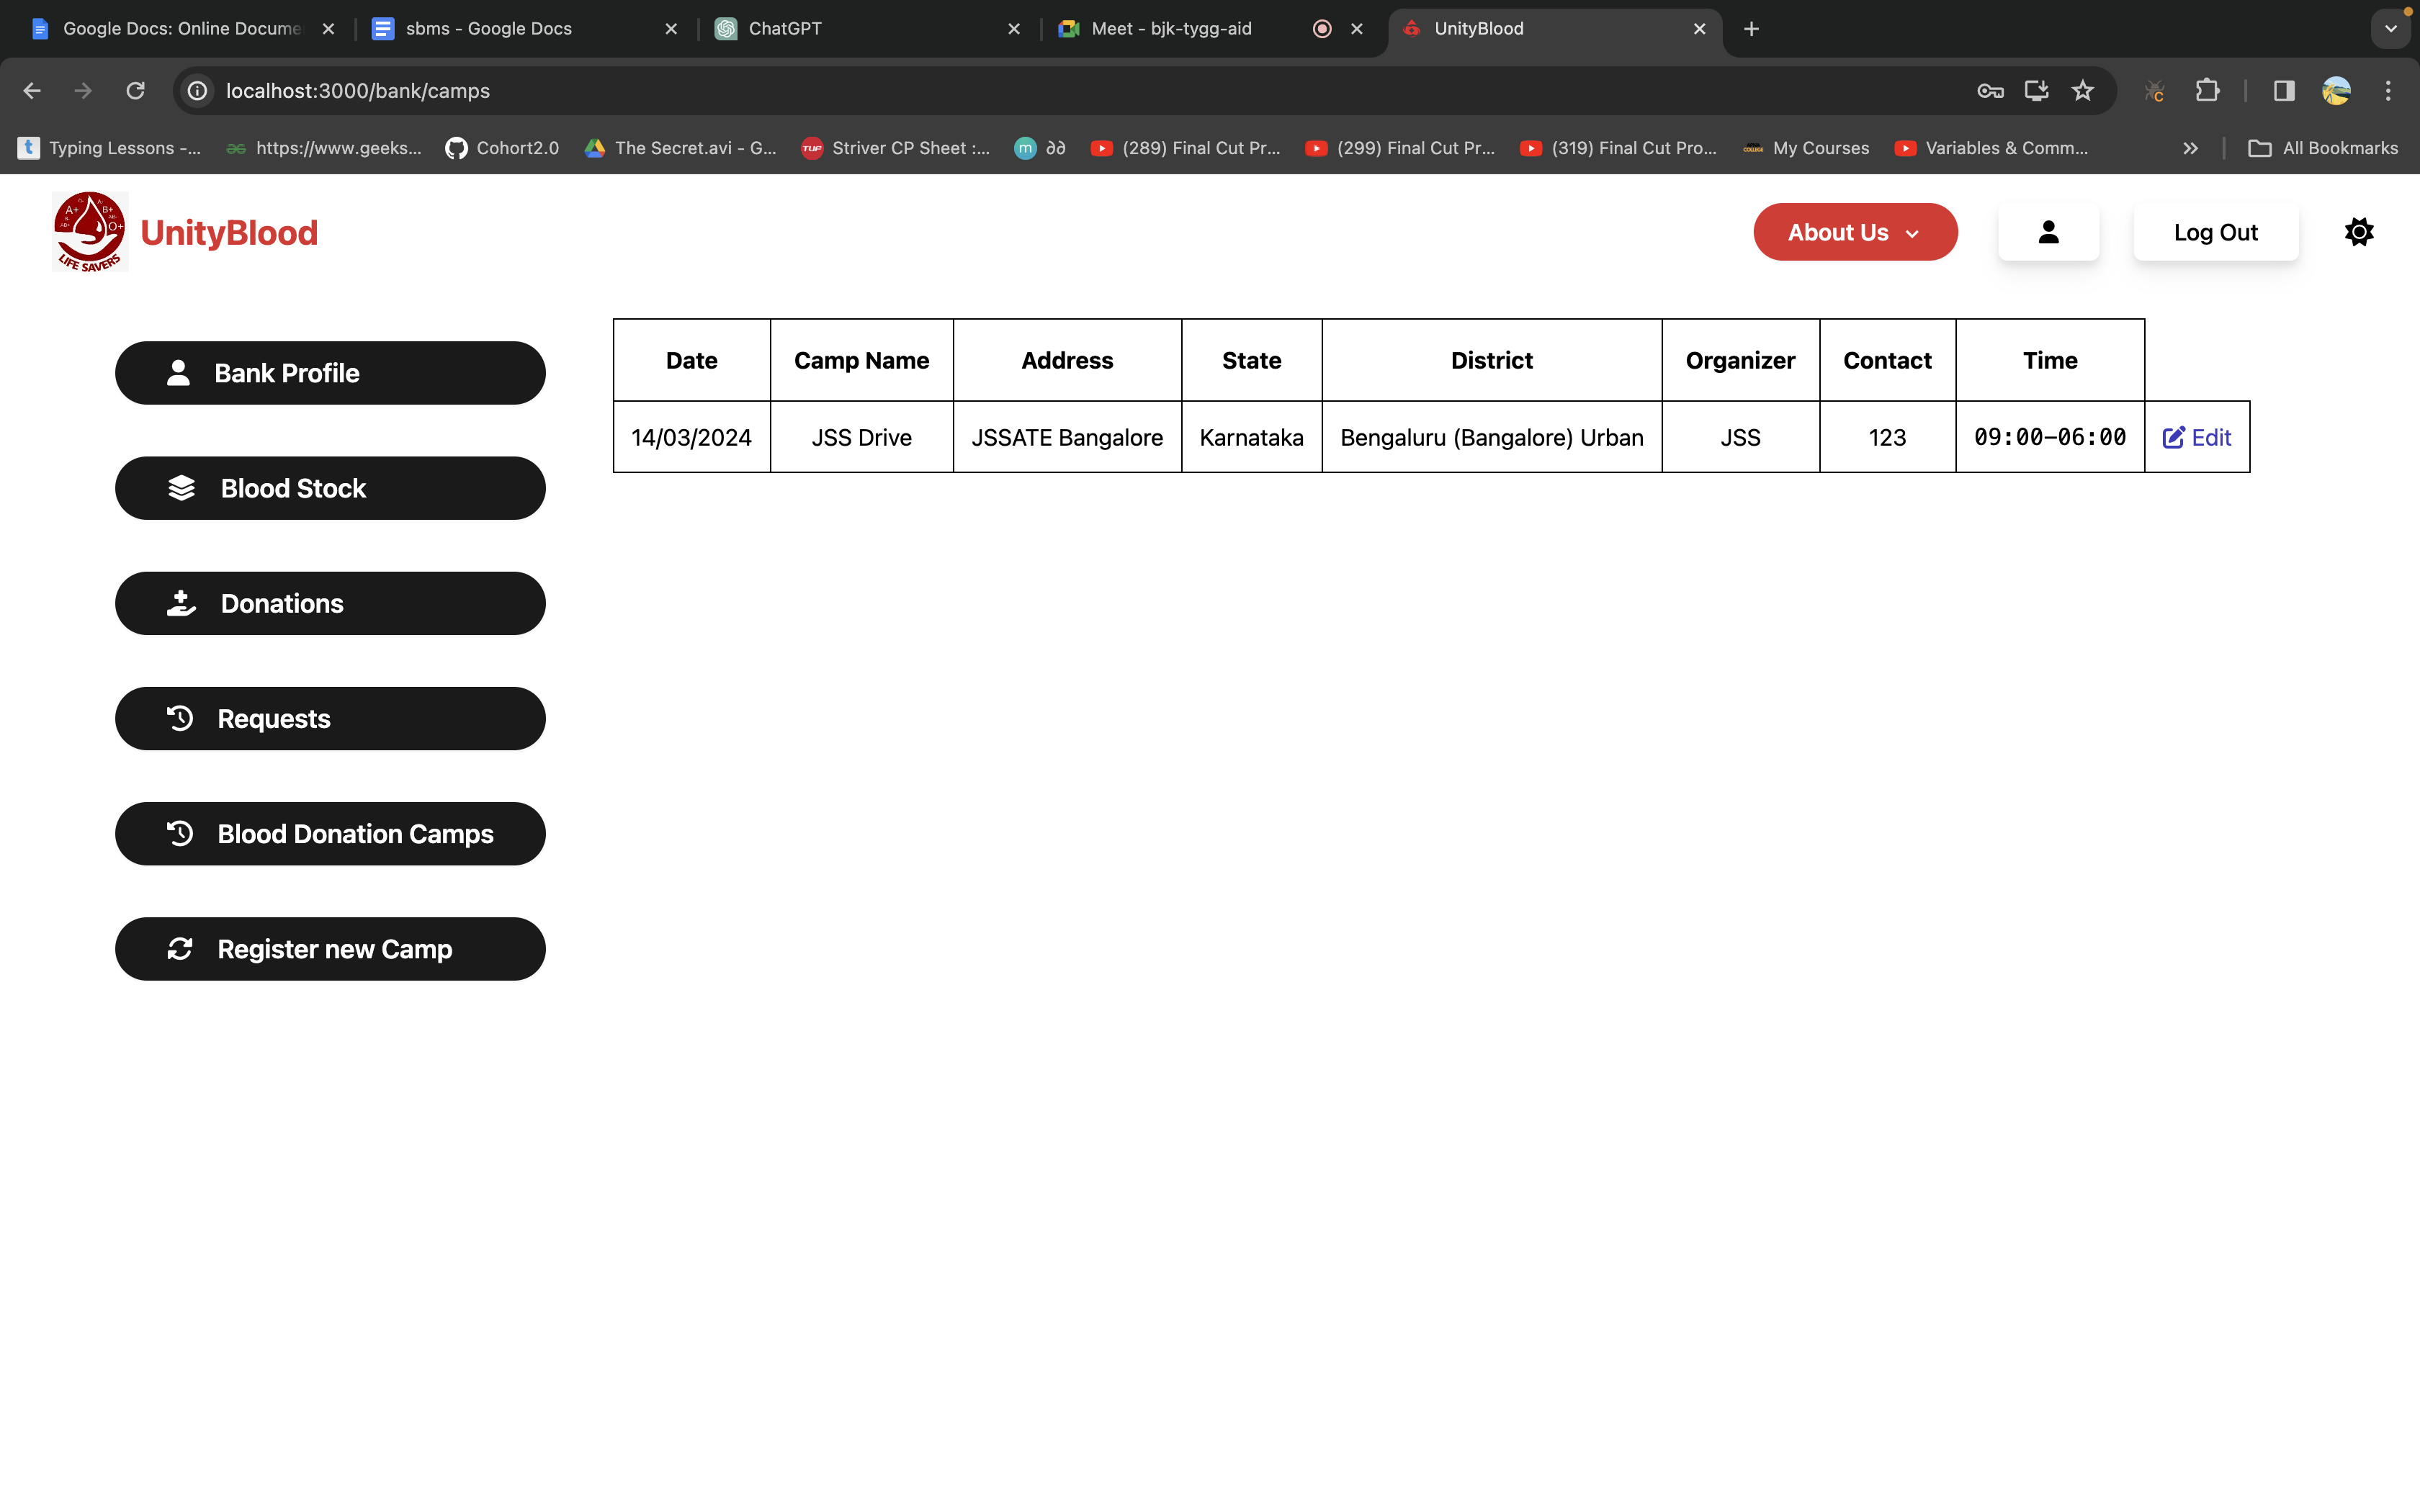 Google Docs: Online Docume
sbms - Google Docs
ChatGPT
Meet - bjk-tygg-aid
UnityBlood
localhost:3000/bank/camps
Typing Lessons -...
https://www.geeks...
Cohort2.0
The Secret.avi - G...
TUF
Striver CP Sheet :...
m
(289) Final Cut Pr...
(299) Final Cut Pr...
(319) Final Cut Pro...
My Courses
Variables & Comm...
All Bookmarks
LIFE SAVERS
UnityBlood
About Us
Log Out
Bank Profile
Blood Stock
Donations
Requests
Blood Donation Camps
Register new Camp
Date Camp Name Address State District Organizer Contact Time
14/03/2024 JSS Drive JSSATE Bangalore Karnataka Bengaluru (Bangalore) Urban JSS 123 09:00–06:00 Edit